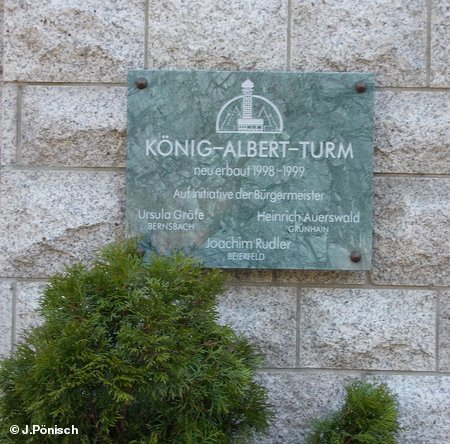 KÖNIG-ALBERT-TURM
neu erbaut 1998-1999
Auf Initiative der Bürgermeister
Ursula Gräfe Heinrich Auerswald
BERNSBACH GRÜNHAIN
Joachim Rudler
BEIERFELD
© J.Pönisch